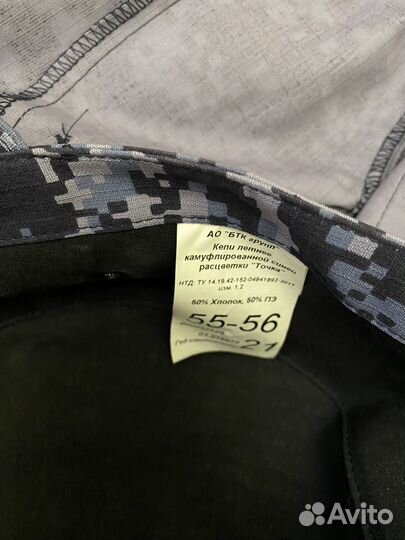 АО "БТК групп"
Кепи летнее
камуфлированной синей
расцветки "Точка"
НТД: ТУ 14.19.42-152-04941892-2017
изм. 1,2
50% Хлопок, 50% ПЭ
55-56
Год 21
Avito